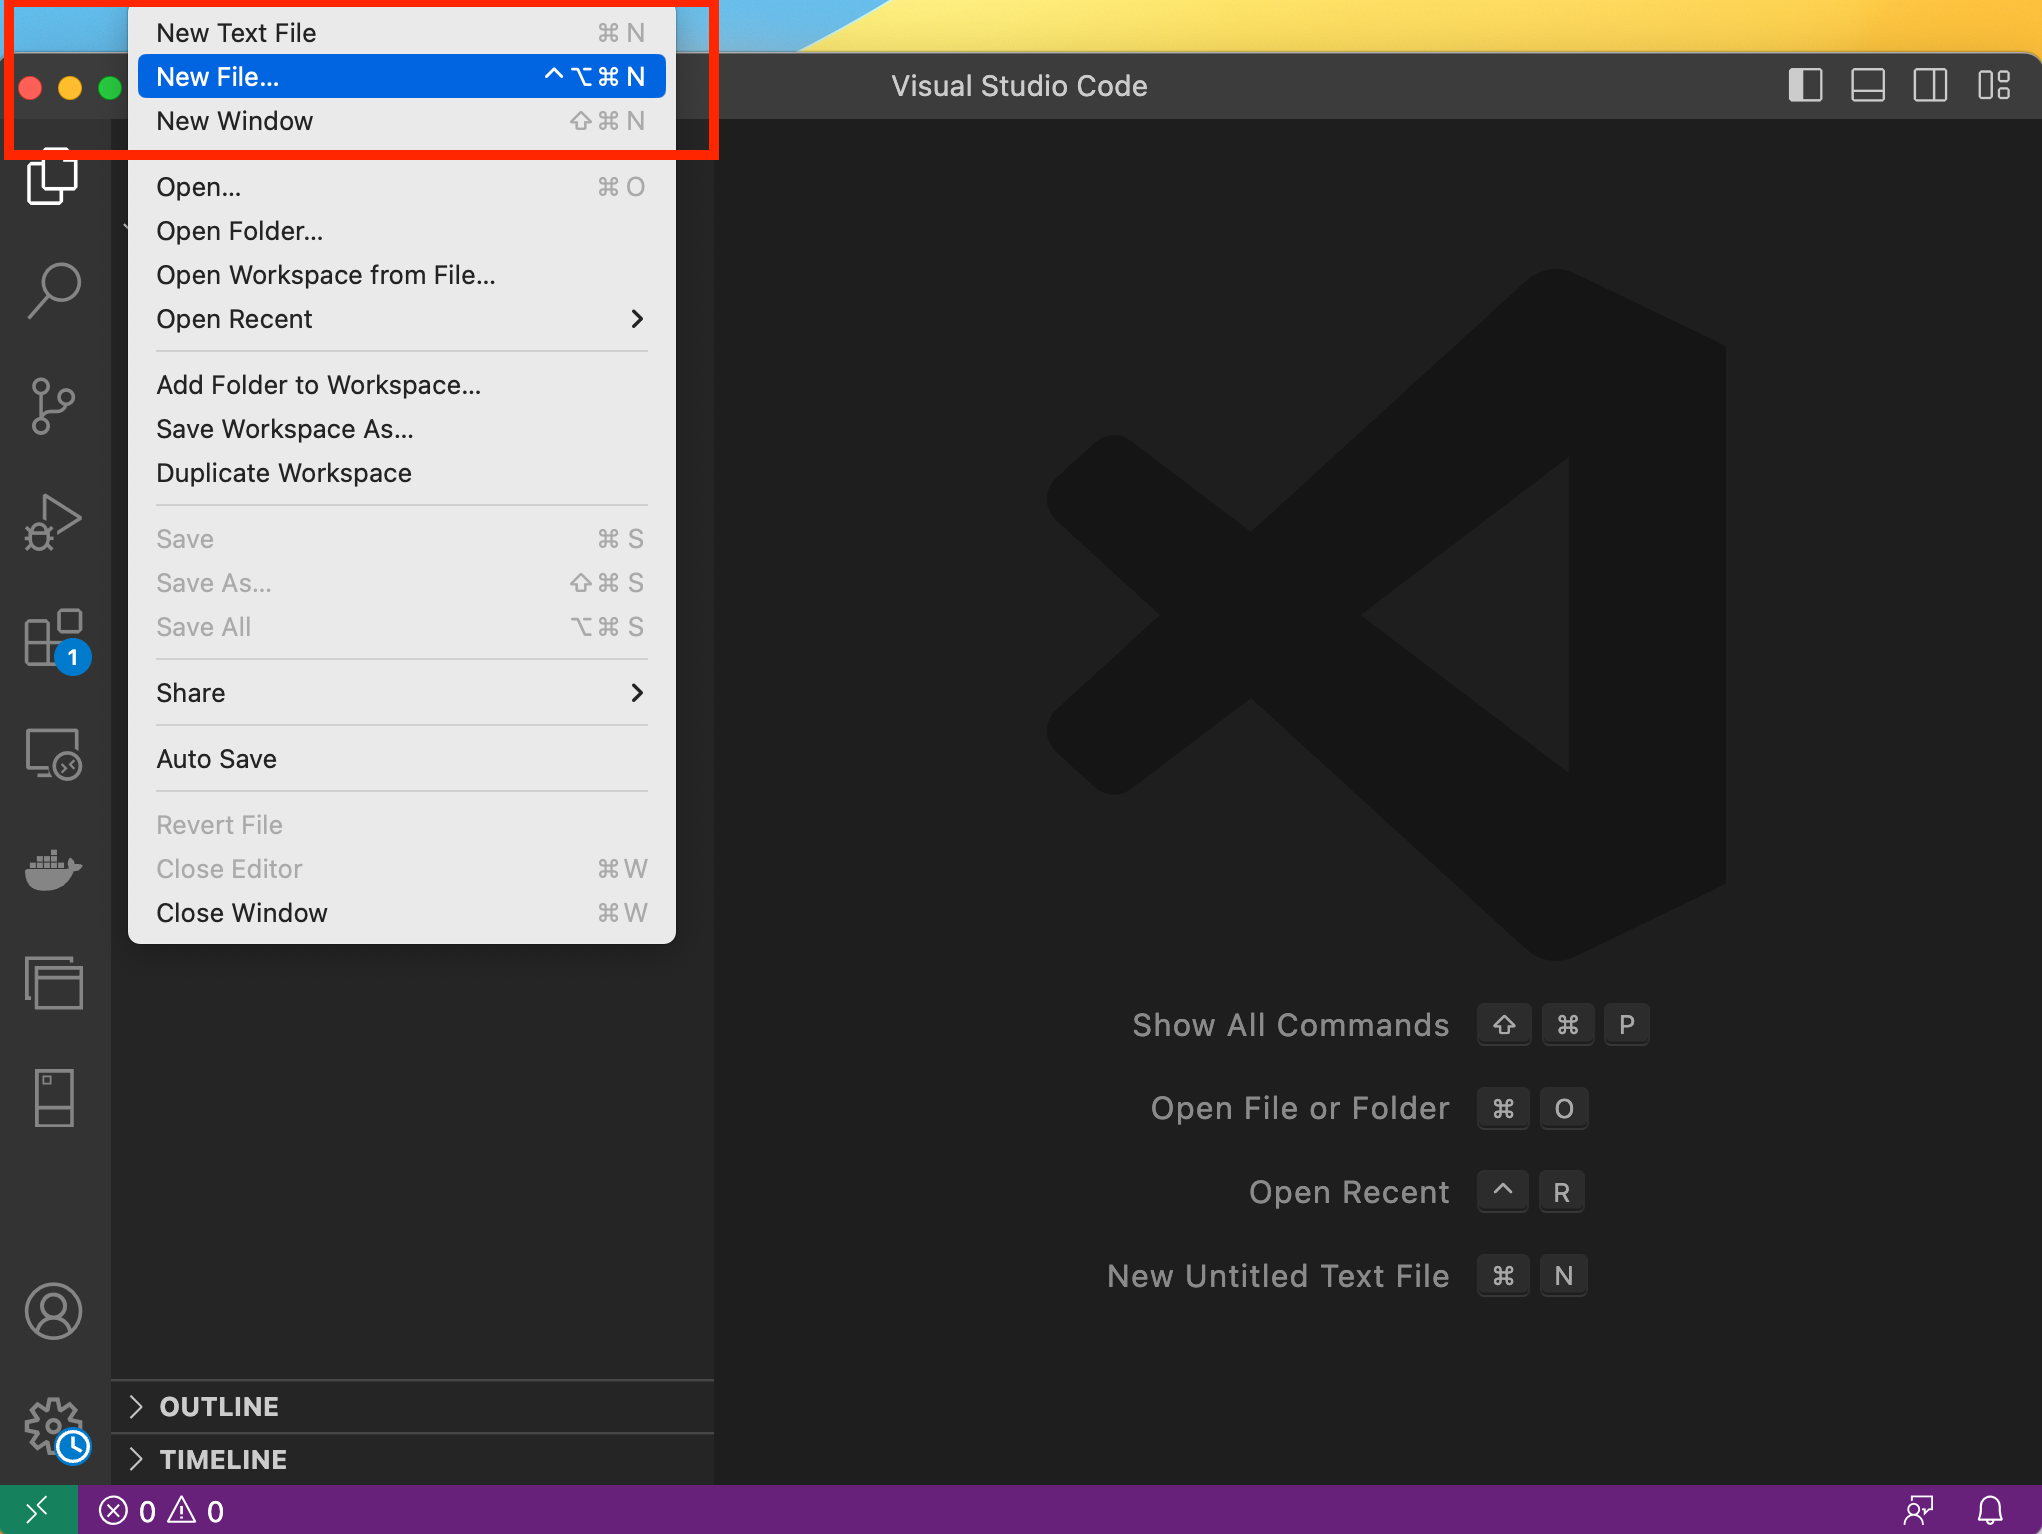 New Text File ⌘ N
New File... ^ ⌥ ⌘ N
New Window ⇧ ⌘ N
Visual Studio Code
Open... ⌘ O
Open Folder...
Open Workspace from File...
Open Recent
Add Folder to Workspace...
Save Workspace As...
Duplicate Workspace
Save ⌘ S
Save As... ⇧ ⌘ S
Save All ⌥ ⌘ S
Share
Auto Save
Revert File
Close Editor ⌘ W
Close Window ⌘ W
1
Show All Commands ⇧ ⌘ P
Open File or Folder ⌘ O
Open Recent ^ R
New Untitled Text File ⌘ N
OUTLINE
TIMELINE
0 0